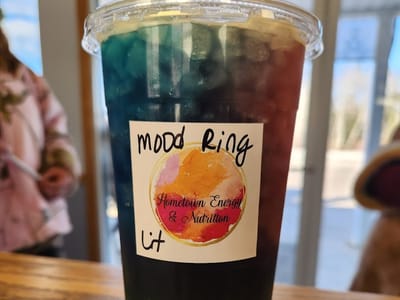 Mood Ring
Hometown Energy
& Nutrition
Lit